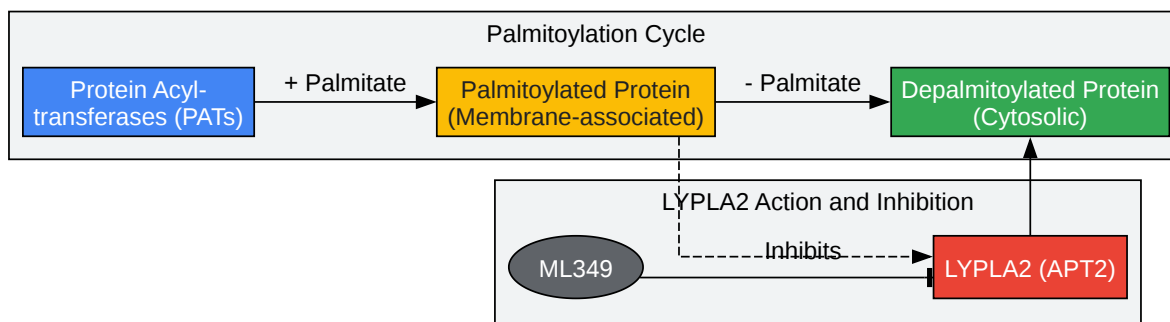 Palmitoylation Cycle
Protein Acyl-
transferases (PATs)
+ Palmitate
Palmitoylated Protein
(Membrane-associated)
- Palmitate
Depalmitoylated Protein
(Cytosolic)
LYPLA2 Action and Inhibition
ML349
Inhibits
LYPLA2 (APT2)